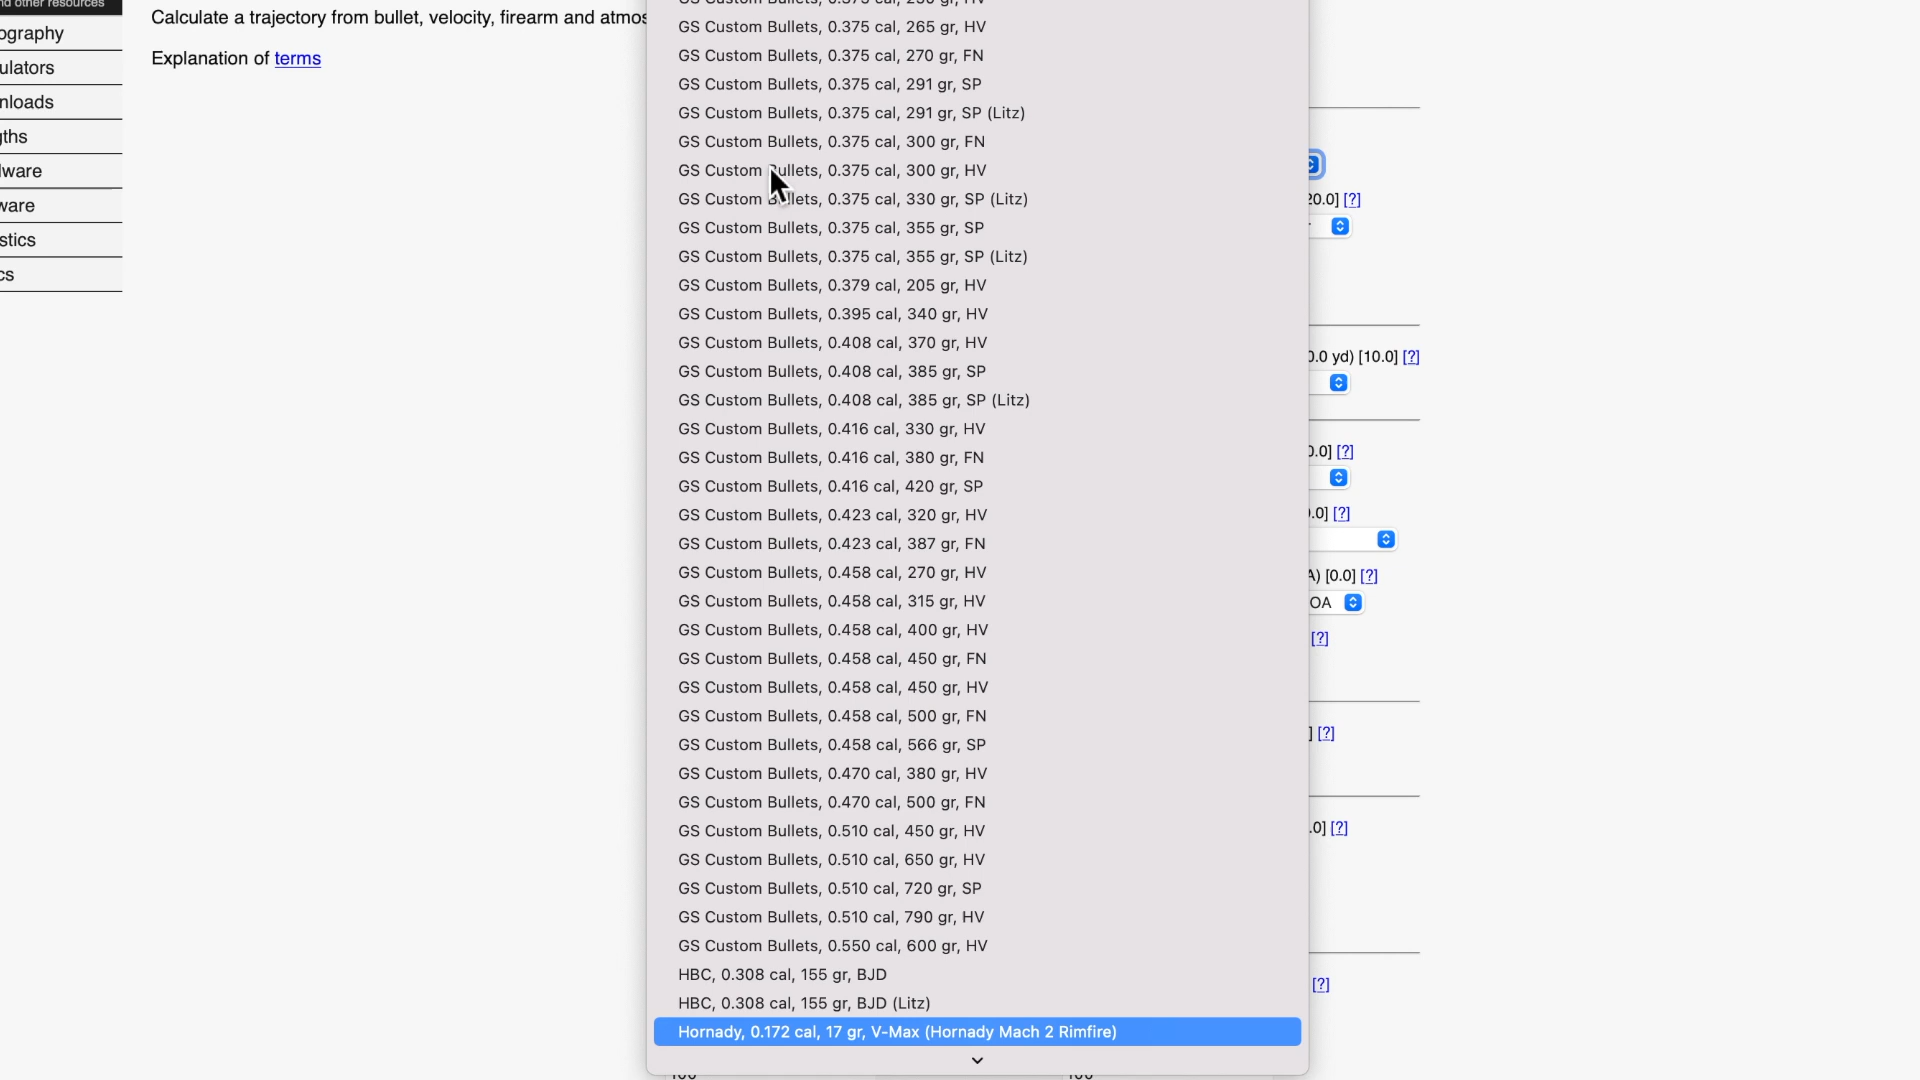 and other resources
ography
ulators
nloads
gths
ware
stics
cs
Calculate a trajectory from bullet, velocity, firearm and atmos
Explanation of terms
GS Custom Bullets, 0.375 cal, 265 gr, HV
GS Custom Bullets, 0.375 cal, 270 gr, FN
GS Custom Bullets, 0.375 cal, 291 gr, SP
GS Custom Bullets, 0.375 cal, 291 gr, SP (Litz)
GS Custom Bullets, 0.375 cal, 300 gr, FN
GS Custom Bullets, 0.375 cal, 300 gr, HV
GS Custom Bullets, 0.375 cal, 330 gr, SP (Litz)
GS Custom Bullets, 0.375 cal, 355 gr, SP
GS Custom Bullets, 0.375 cal, 355 gr, SP (Litz)
GS Custom Bullets, 0.379 cal, 205 gr, HV
GS Custom Bullets, 0.395 cal, 340 gr, HV
GS Custom Bullets, 0.408 cal, 370 gr, HV
GS Custom Bullets, 0.408 cal, 385 gr, SP
GS Custom Bullets, 0.408 cal, 385 gr, SP (Litz)
GS Custom Bullets, 0.416 cal, 330 gr, HV
GS Custom Bullets, 0.416 cal, 380 gr, FN
GS Custom Bullets, 0.416 cal, 420 gr, SP
GS Custom Bullets, 0.423 cal, 320 gr, HV
GS Custom Bullets, 0.423 cal, 387 gr, FN
GS Custom Bullets, 0.458 cal, 270 gr, HV
GS Custom Bullets, 0.458 cal, 315 gr, HV
GS Custom Bullets, 0.458 cal, 400 gr, HV
GS Custom Bullets, 0.458 cal, 450 gr, FN
GS Custom Bullets, 0.458 cal, 450 gr, HV
GS Custom Bullets, 0.458 cal, 500 gr, FN
GS Custom Bullets, 0.458 cal, 566 gr, SP
GS Custom Bullets, 0.470 cal, 380 gr, HV
GS Custom Bullets, 0.470 cal, 500 gr, FN
GS Custom Bullets, 0.510 cal, 450 gr, HV
GS Custom Bullets, 0.510 cal, 650 gr, HV
GS Custom Bullets, 0.510 cal, 720 gr, SP
GS Custom Bullets, 0.510 cal, 790 gr, HV
GS Custom Bullets, 0.550 cal, 600 gr, HV
HBC, 0.308 cal, 155 gr, BJD
HBC, 0.308 cal, 155 gr, BJD (Litz)
Hornady, 0.172 cal, 17 gr, V-Max (Hornady Mach 2 Rimfire)
20.0] [?]
0.0 yd) [10.0] [?]
0.0] [?]
.0] [?]
A) [0.0] [?]
OA
[?]
] [?]
.0] [?]
[?]